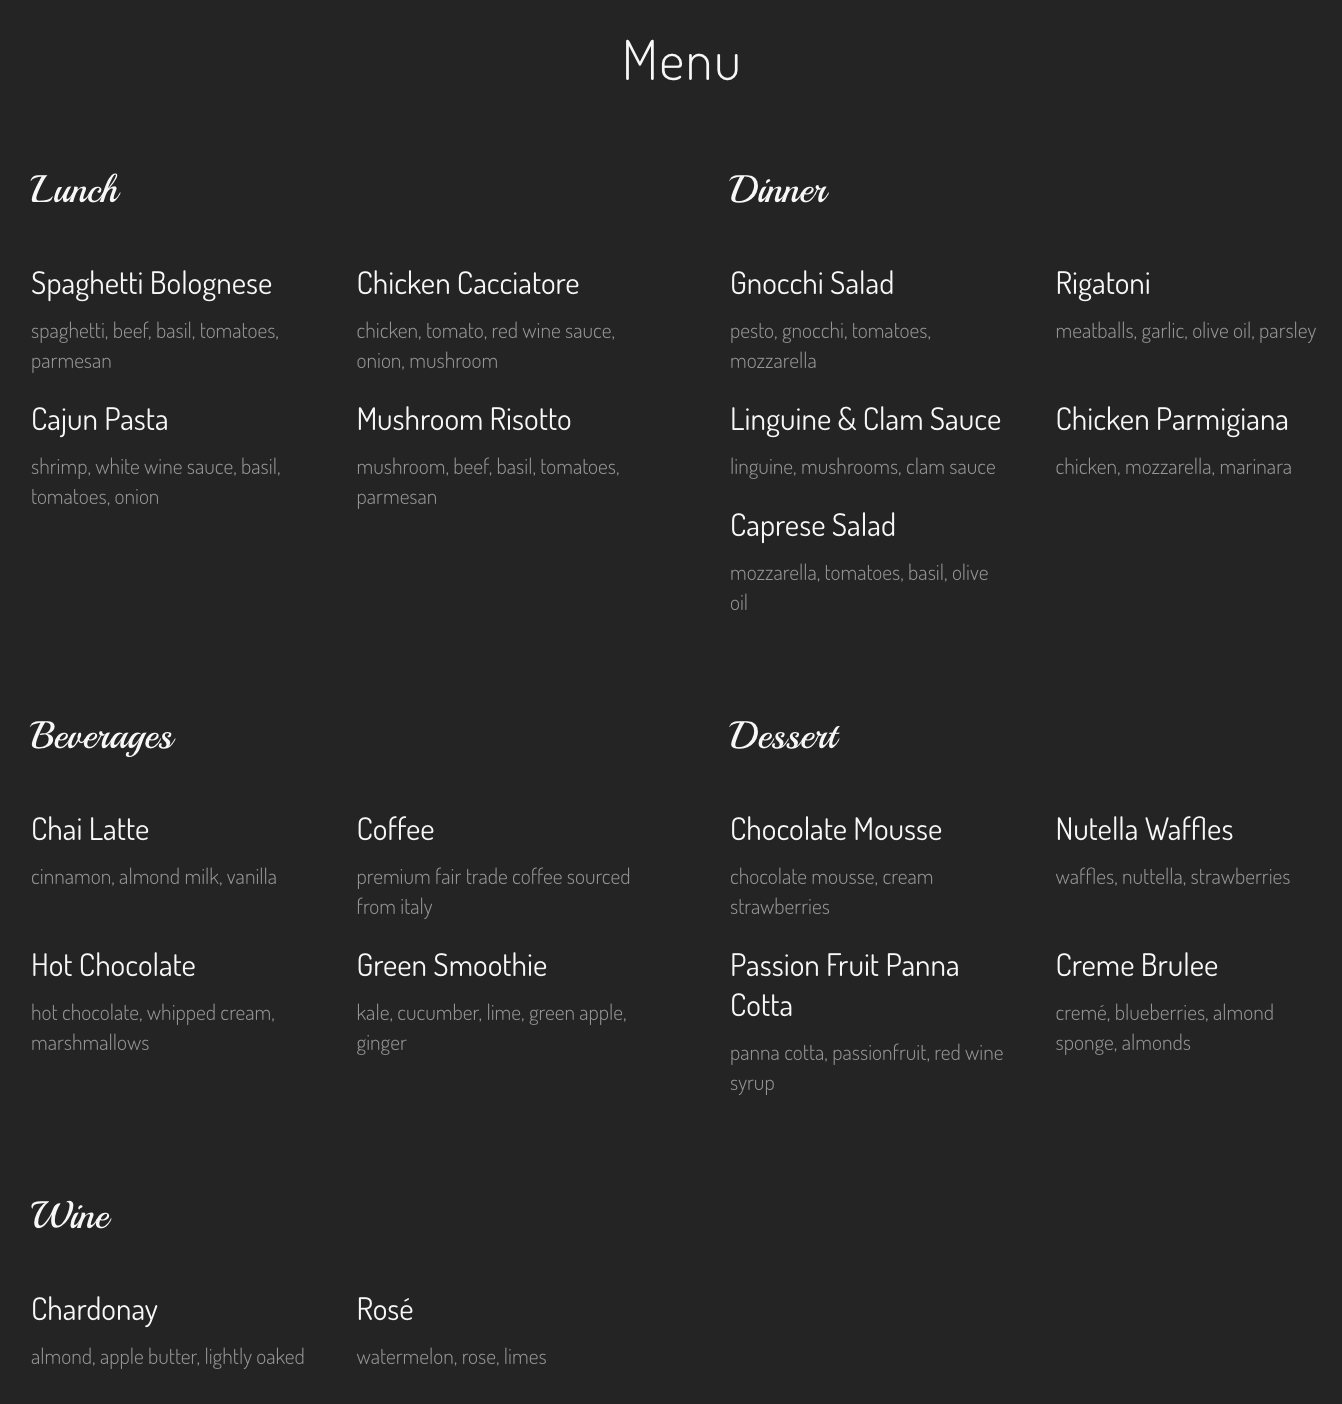 Menu
Lunch
Spaghetti Bolognese
spaghetti, beef, basil, tomatoes,
parmesan
Chicken Cacciatore
chicken, tomato, red wine sauce,
onion, mushroom
Cajun Pasta
shrimp, white wine sauce, basil,
tomatoes, onion
Mushroom Risotto
mushroom, beef, basil, tomatoes,
parmesan
Dinner
Gnocchi Salad
pesto, gnocchi, tomatoes,
mozzarella
Rigatoni
meatballs, garlic, olive oil, parsley
Linguine & Clam Sauce
linguine, mushrooms, clam sauce
Chicken Parmigiana
chicken, mozzarella, marinara
Caprese Salad
mozzarella, tomatoes, basil, olive
oil
Beverages
Chai Latte
cinnamon, almond milk, vanilla
Coffee
premium fair trade coffee sourced
from italy
Hot Chocolate
hot chocolate, whipped cream,
marshmallows
Green Smoothie
kale, cucumber, lime, green apple,
ginger
Dessert
Chocolate Mousse
chocolate mousse, cream
strawberries
Nutella Waffles
waffles, nuttella, strawberries
Passion Fruit Panna
Cotta
panna cotta, passionfruit, red wine
syrup
Creme Brulee
cremé, blueberries, almond
sponge, almonds
Wine
Chardonay
almond, apple butter, lightly oaked
Rosé
watermelon, rose, limes